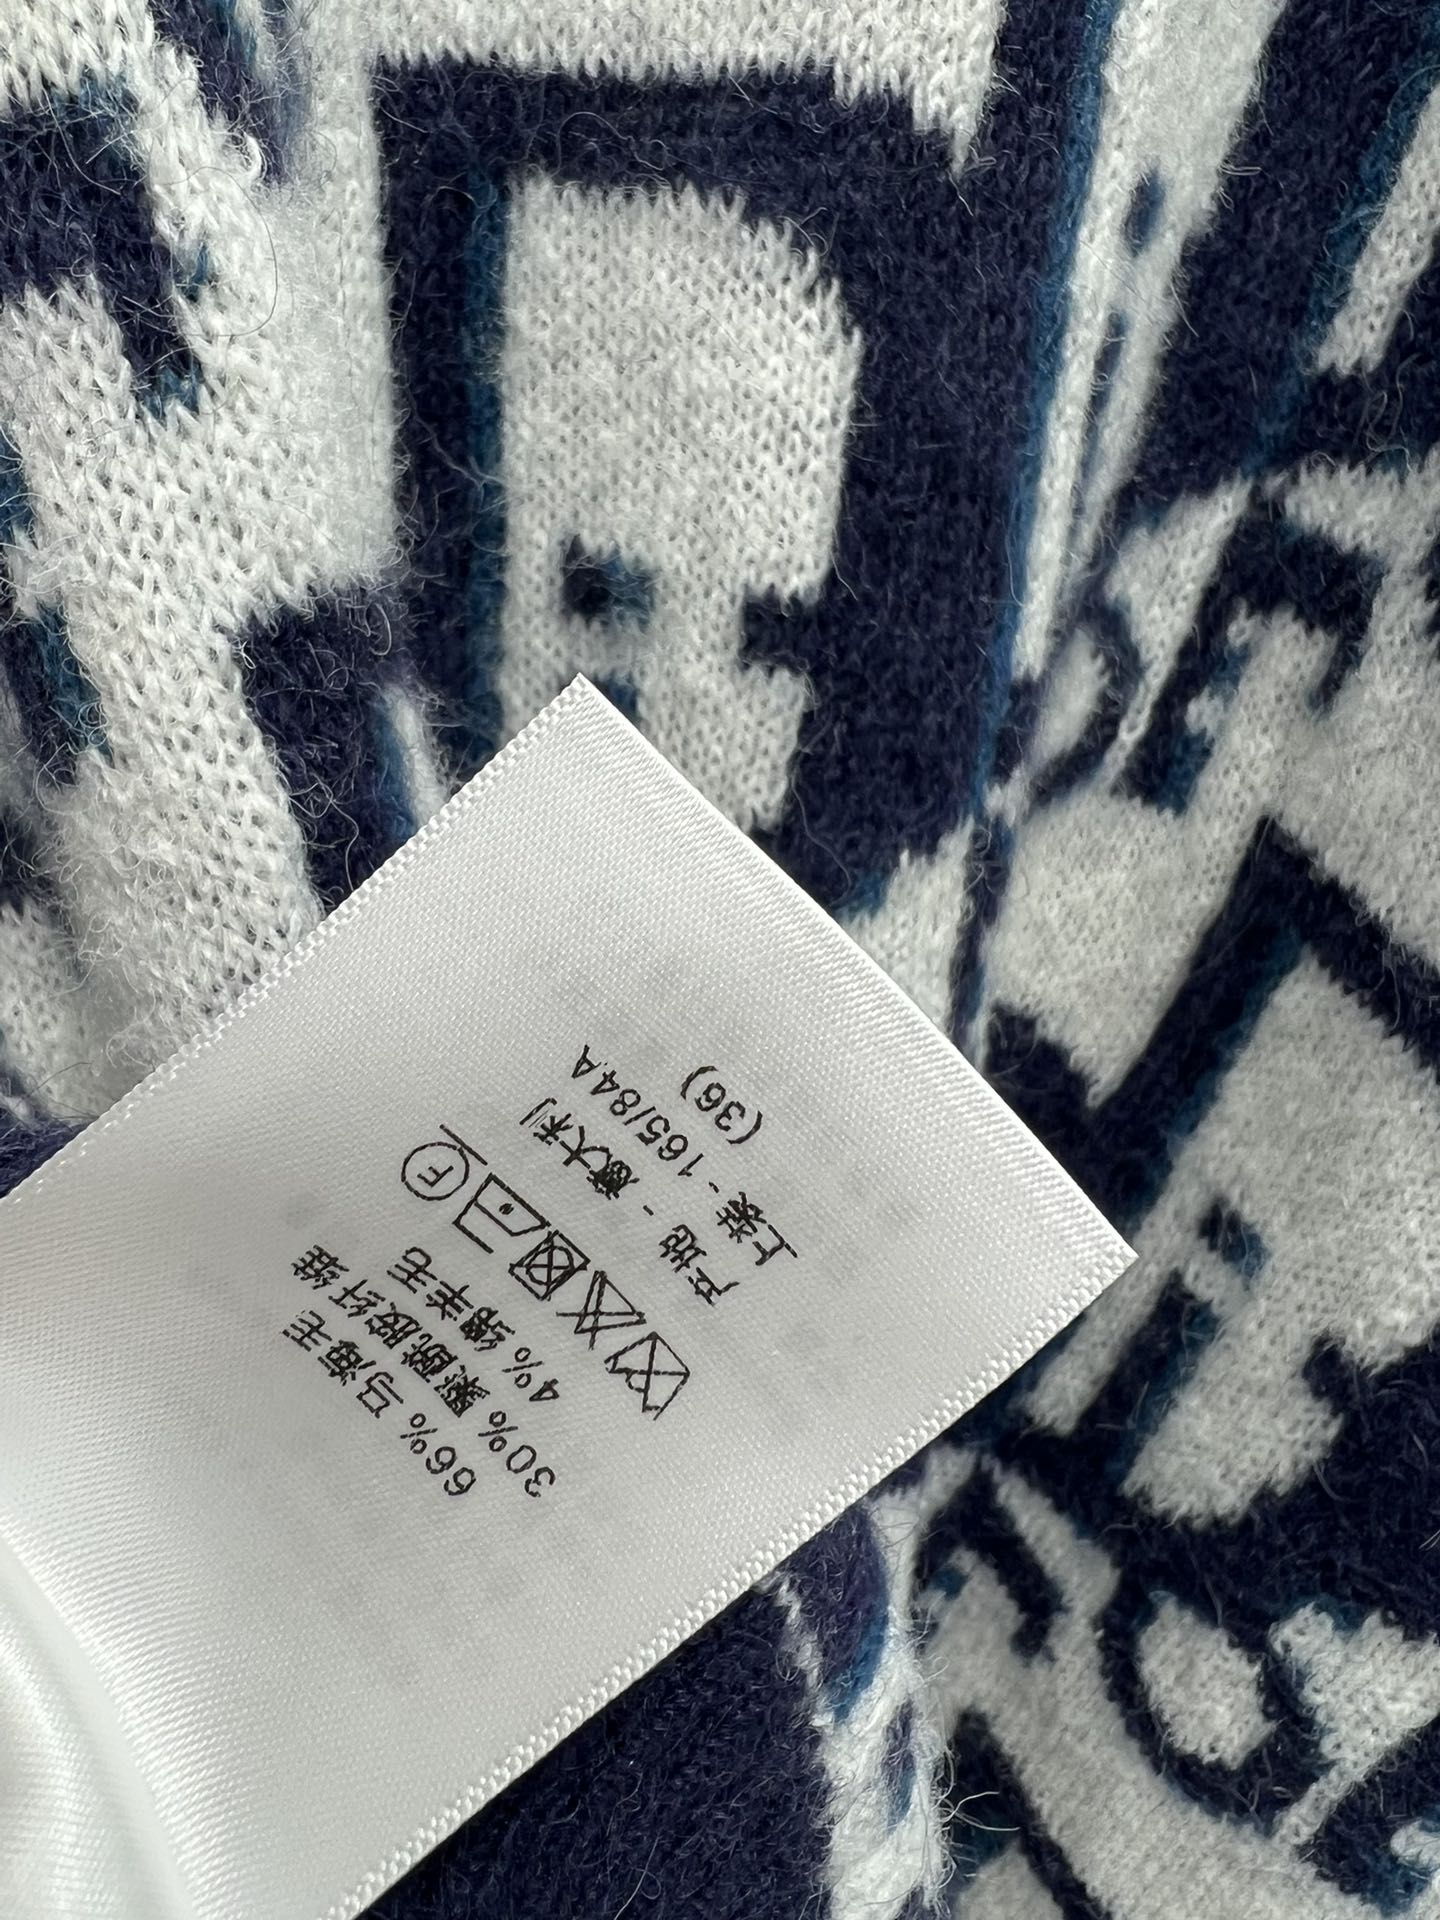 66% 马海毛
30% 聚酰胺纤维
4% 绵羊毛
F
产地 - 意大利
上装 - 165/84A
(36)